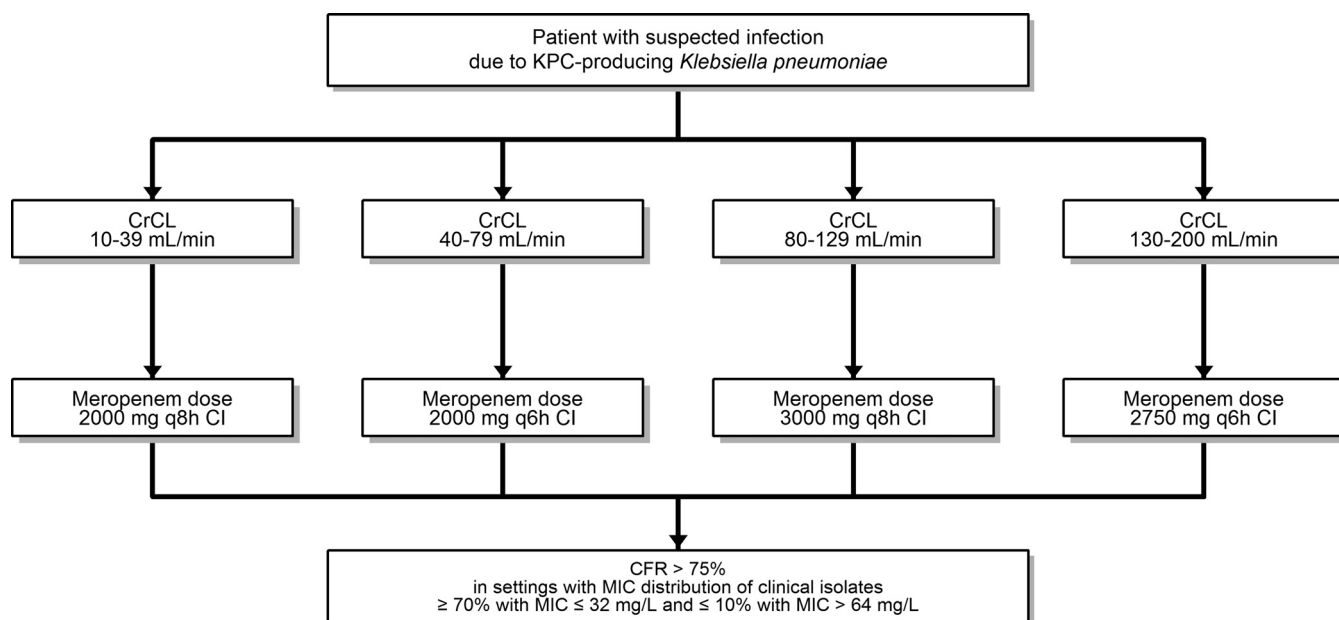 Patient with suspected infection
due to KPC-producing Klebsiella pneumoniae
CrCL
10-39 mL/min
CrCL
40-79 mL/min
CrCL
80-129 mL/min
CrCL
130-200 mL/min
Meropenem dose
2000 mg q8h CI
Meropenem dose
2000 mg q6h CI
Meropenem dose
3000 mg q8h CI
Meropenem dose
2750 mg q6h CI
CFR > 75%
in settings with MIC distribution of clinical isolates
≥ 70% with MIC ≤ 32 mg/L and ≤ 10% with MIC > 64 mg/L